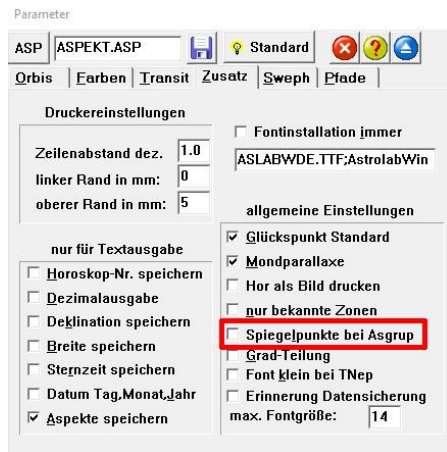 Parameter
ASP ASPEKT.ASP Standard
Orbis Farben Transit Zusatz Sweph Pfade
Druckereinstellungen
Zeilenabstand dez. 1.0
linker Rand in mm: 0
oberer Rand in mm: 5
Fontinstallation immer
ASLABWDE.TTF;AstrolabWin
nur für Textausgabe
Horoskop-Nr. speichern
Dezimalausgabe
Deklination speichern
Breite speichern
Sternzeit speichern
Datum Tag,Monat,Jahr
Aspekte speichern
allgemeine Einstellungen
Glückspunkt Standard
Mondparallaxe
Hor als Bild drucken
nur bekannte Zonen
Spiegelpunkte bei Asgrup
Grad-Teilung
Font klein bei TNep
Erinnerung Datensicherung
max. Fontgröße: 14